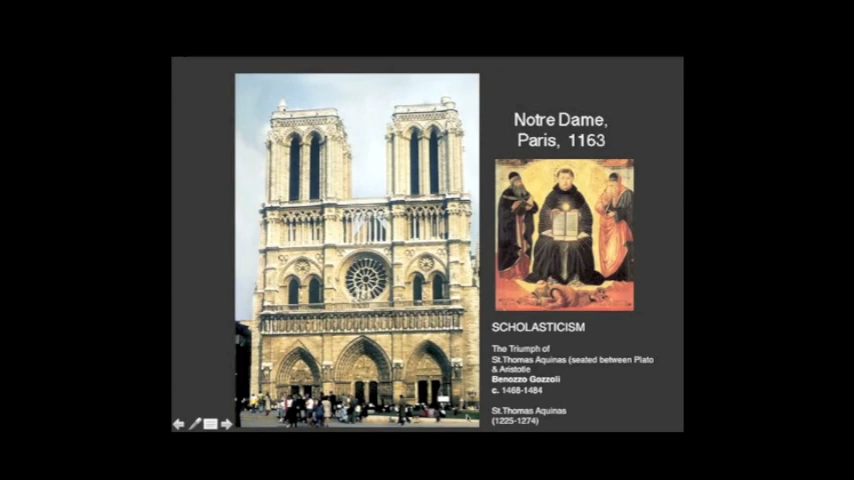 Notre Dame,
Paris, 1163
SCHOLASTICISM
The Triumph of
St.Thomas Aquinas (seated between Plato
& Aristotle
Benozzo Gozzoli
c. 1468-1484
St.Thomas Aquinas
(1225-1274)